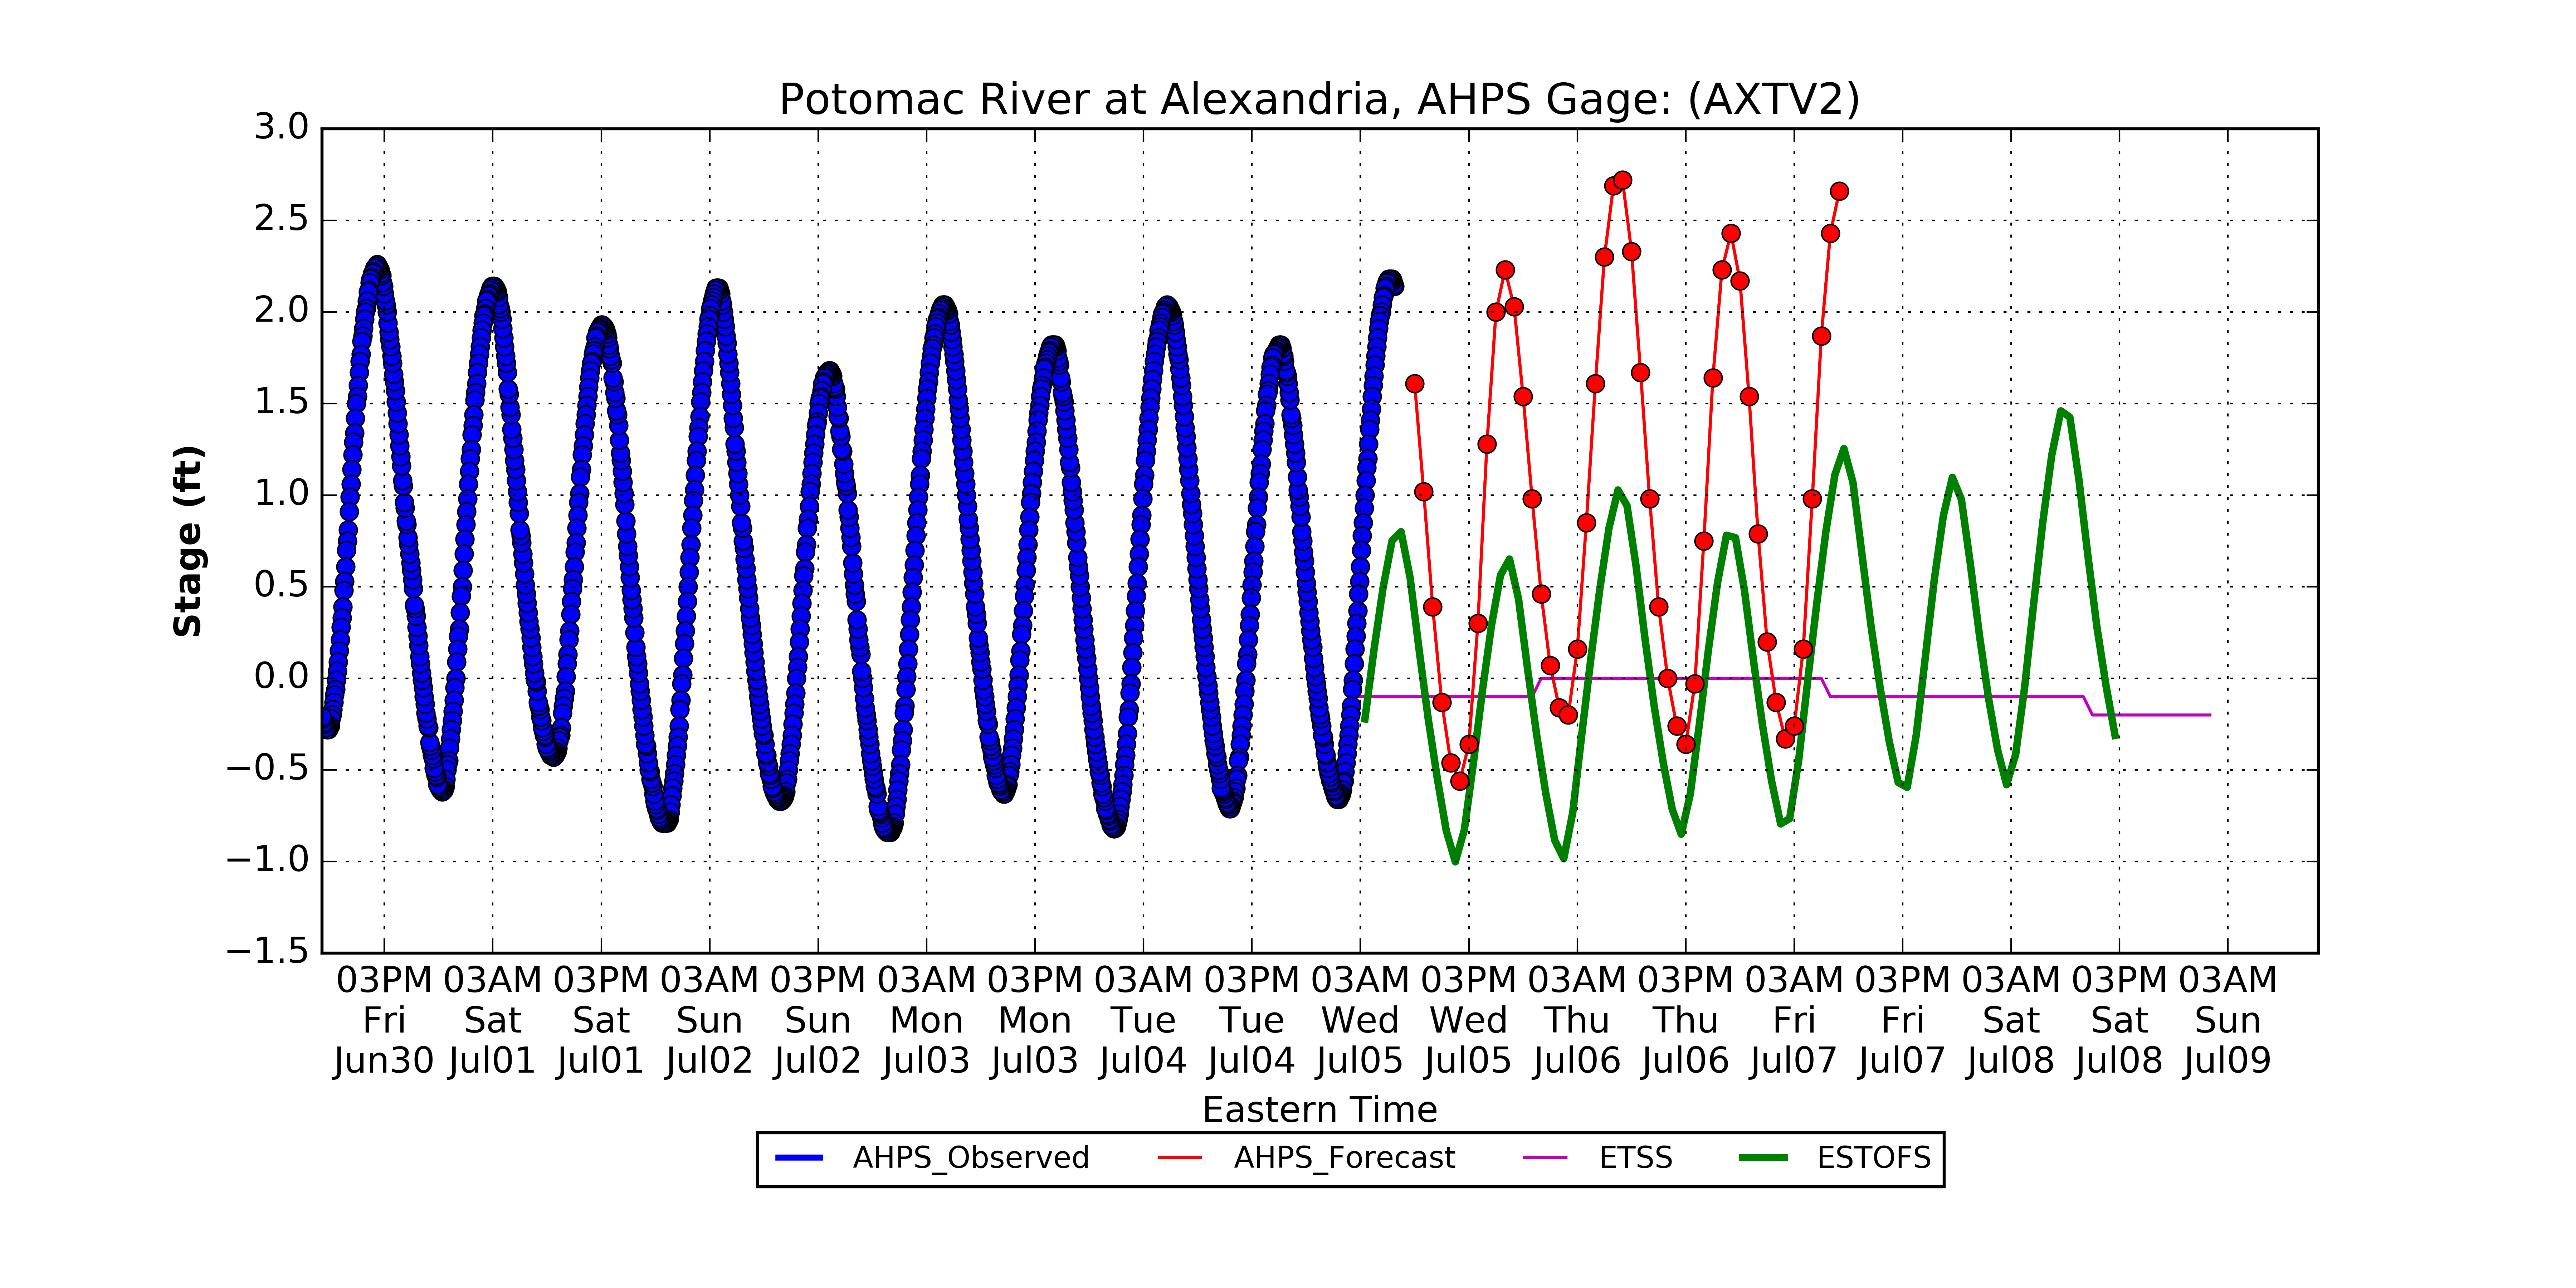 Potomac River at Alexandria, AHPS Gage: (AXTV2)
3.0
2.5
2.0
1.5
1.0
0.5
0.0
−0.5
−1.0
−1.5
Stage (ft)
03PM 03AM 03PM 03AM 03PM 03AM 03PM 03AM 03PM 03AM 03PM 03AM 03PM 03AM 03PM 03AM 03PM 03AM
Fri Sat Sat Sun Sun Mon Mon Tue Tue Wed Wed Thu Thu Fri Fri Sat Sat Sun
Jun30 Jul01 Jul01 Jul02 Jul02 Jul03 Jul03 Jul04 Jul04 Jul05 Jul05 Jul06 Jul06 Jul07 Jul07 Jul08 Jul08 Jul09
Eastern Time
AHPS_Observed AHPS_Forecast ETSS ESTOFS